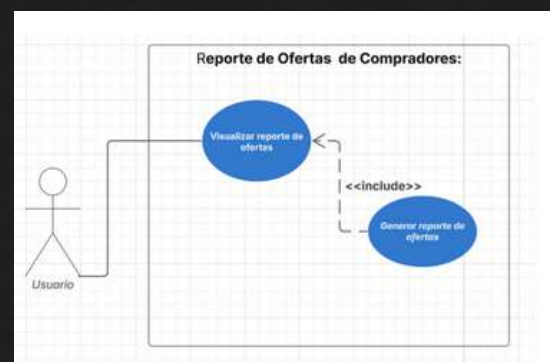 Reporte de Ofertas de Compradores:
Visualizar reporte de
ofertas
<<include>>
Generar reporte de
ofertas
Usuario